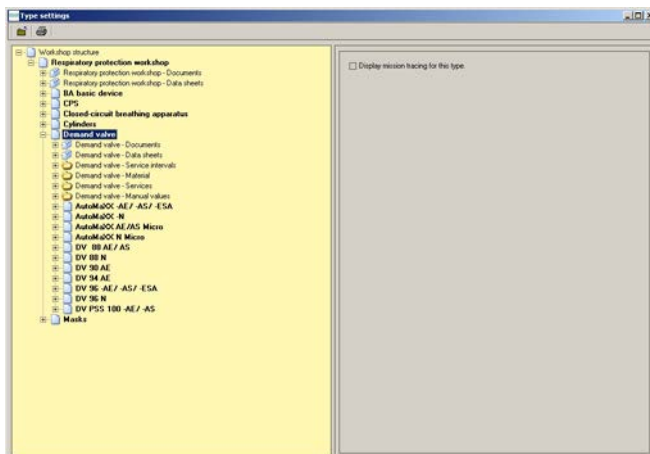 Type settings
Workshop structure
Respiratory protection workshop
Respiratory protection workshop - Documents
Respiratory protection workshop - Data sheets
BA basic device
CPS
Closed-circuit breathing apparatus
Cylinders
Demand valve
Demand valve - Documents
Demand valve - Data sheets
Demand valve - Service intervals
Demand valve - Material
Demand valve - Services
Demand valve - Manual values
AutoMaXX -AE/ -AS/ -ESA
AutoMaXX -N
AutoMaXX AE/AS Micro
AutoMaXX N Micro
DV 88 AE/ AS
DV 88 N
DV 90 AE
DV 94 AE
DV 96 -AE/ -AS/ -ESA
DV 96 N
DV PSS 100 -AE/ -AS
Masks
Display mission tracing for this type.